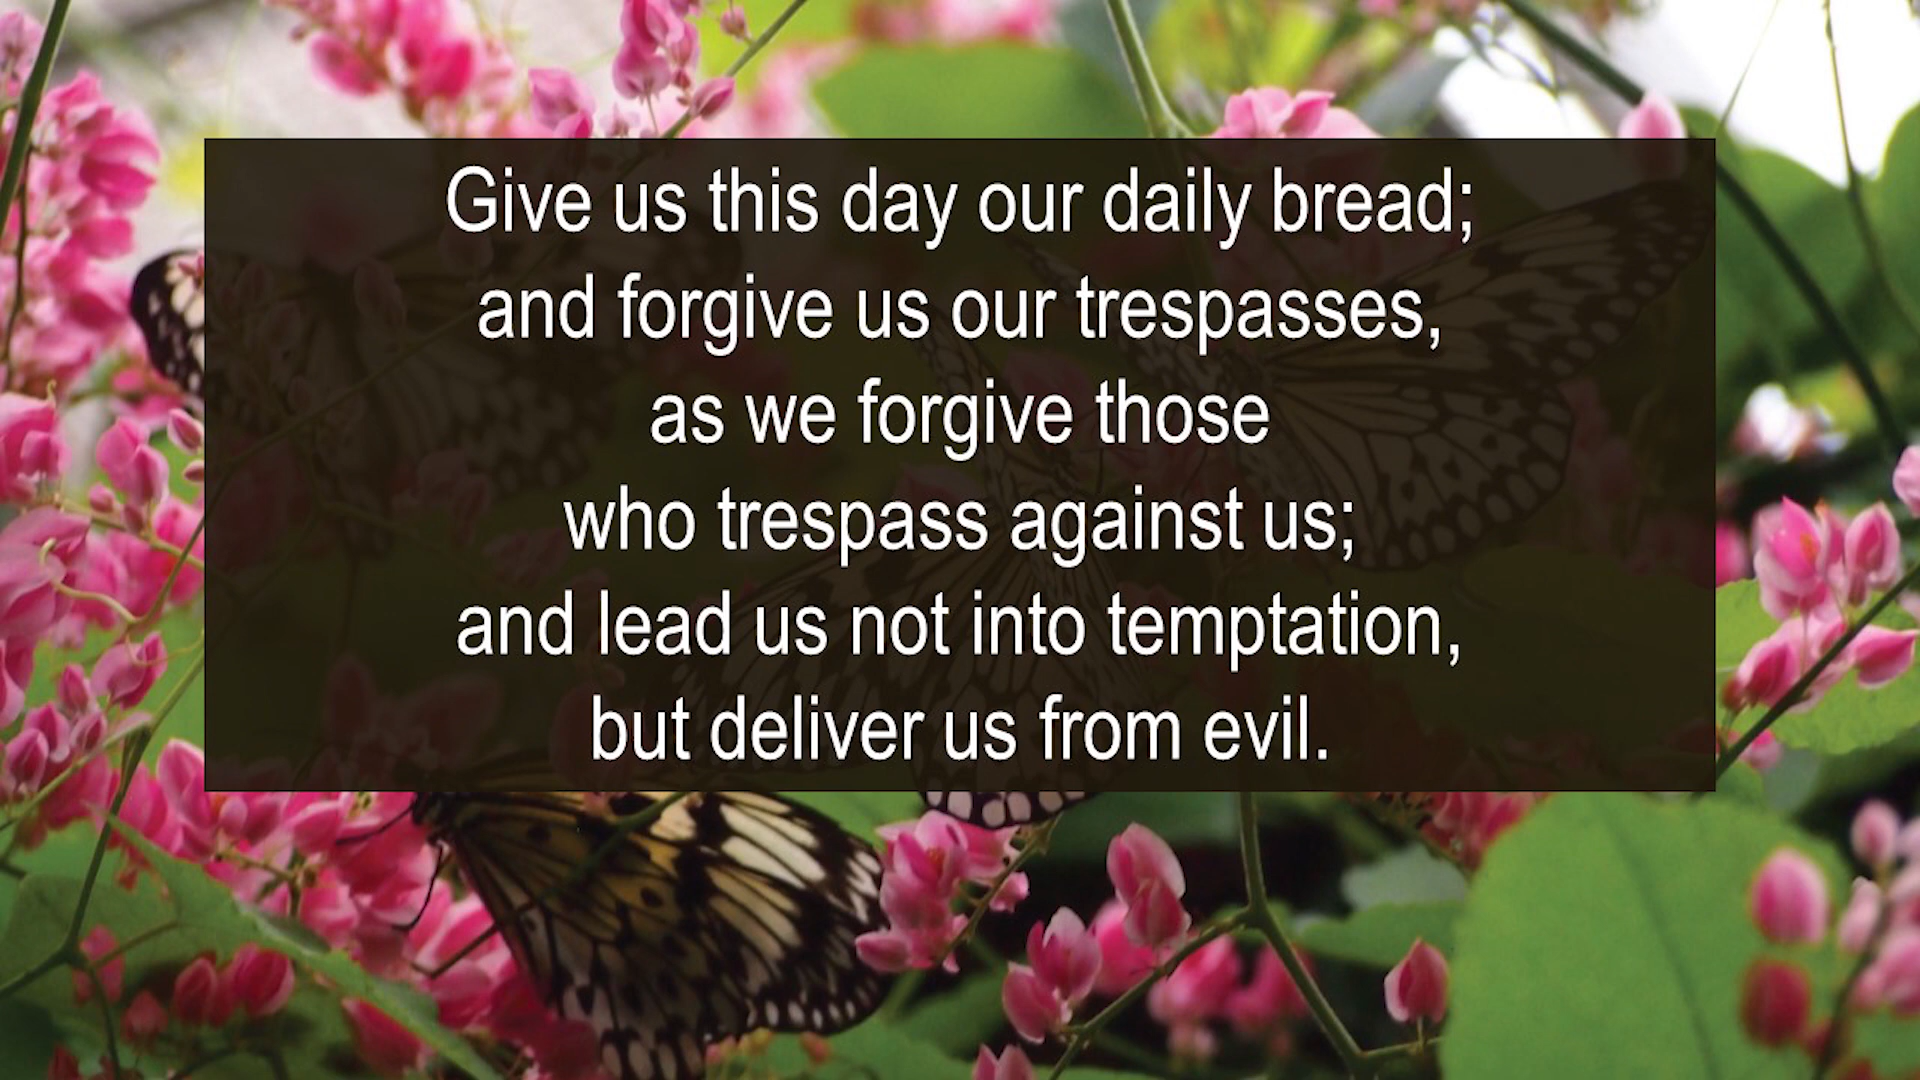 Give us this day our daily bread;
and forgive us our trespasses,
as we forgive those
who trespass against us;
and lead us not into temptation,
but deliver us from evil.